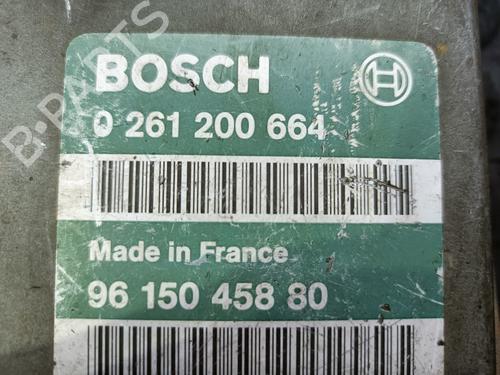 BOSCH
0 261 200 664
Made in France
96 150 458 80
B-PARTS